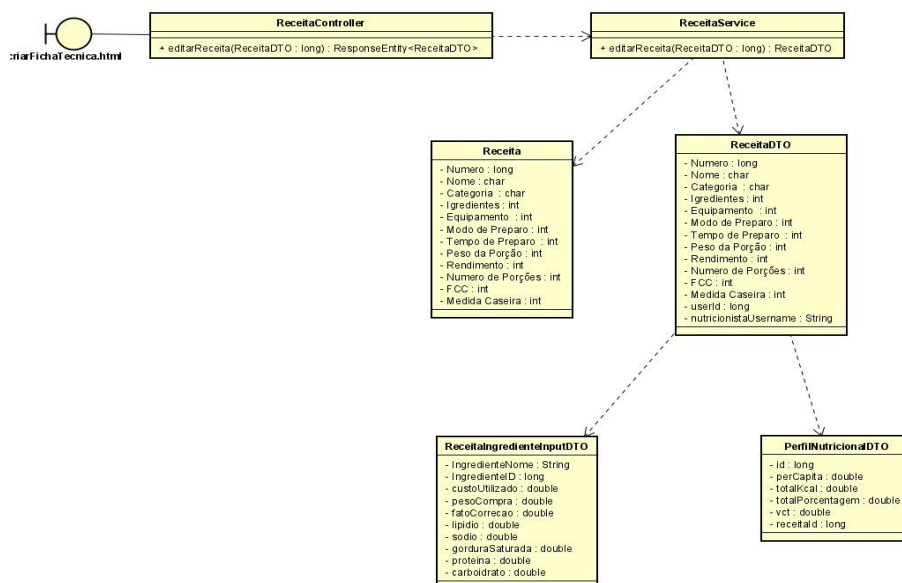 ReceitaController
+ editarReceita(ReceitaDTO : long) : ResponseEntity<ReceitaDTO>
ReceitaService
+ editarReceita(ReceitaDTO : long) : ReceitaDTO
criarFichaTecnica.html
Receita
- Numero : long
- Nome : char
- Categoria : char
- Igredientes : int
- Equipamento : int
- Modo de Preparo : int
- Tempo de Preparo : int
- Peso da Porção : int
- Rendimento : int
- Numero de Porções : int
- FCC : int
- Medida Caseira : int
ReceitaDTO
- Numero : long
- Nome : char
- Categoria : char
- Igredientes : int
- Equipamento : int
- Modo de Preparo : int
- Tempo de Preparo : int
- Peso da Porção : int
- Rendimento : int
- Numero de Porções : int
- FCC : int
- Medida Caseira : int
- userId : long
- nutricionistaUsername : String
ReceitaIngredienteInputDTO
- IngredienteNome : String
- IngredienteID : long
- custoUtilizado : double
- pesoCompra : double
- fatoCorrecao : double
- lipidio : double
- sodio : double
- gorduraSaturada : double
- proteina : double
- carboidrato : double
PerfilNutricionalDTO
- id : long
- perCapita : double
- totalKcal : double
- totalPorcentagem : double
- vct : double
- receitaId : long